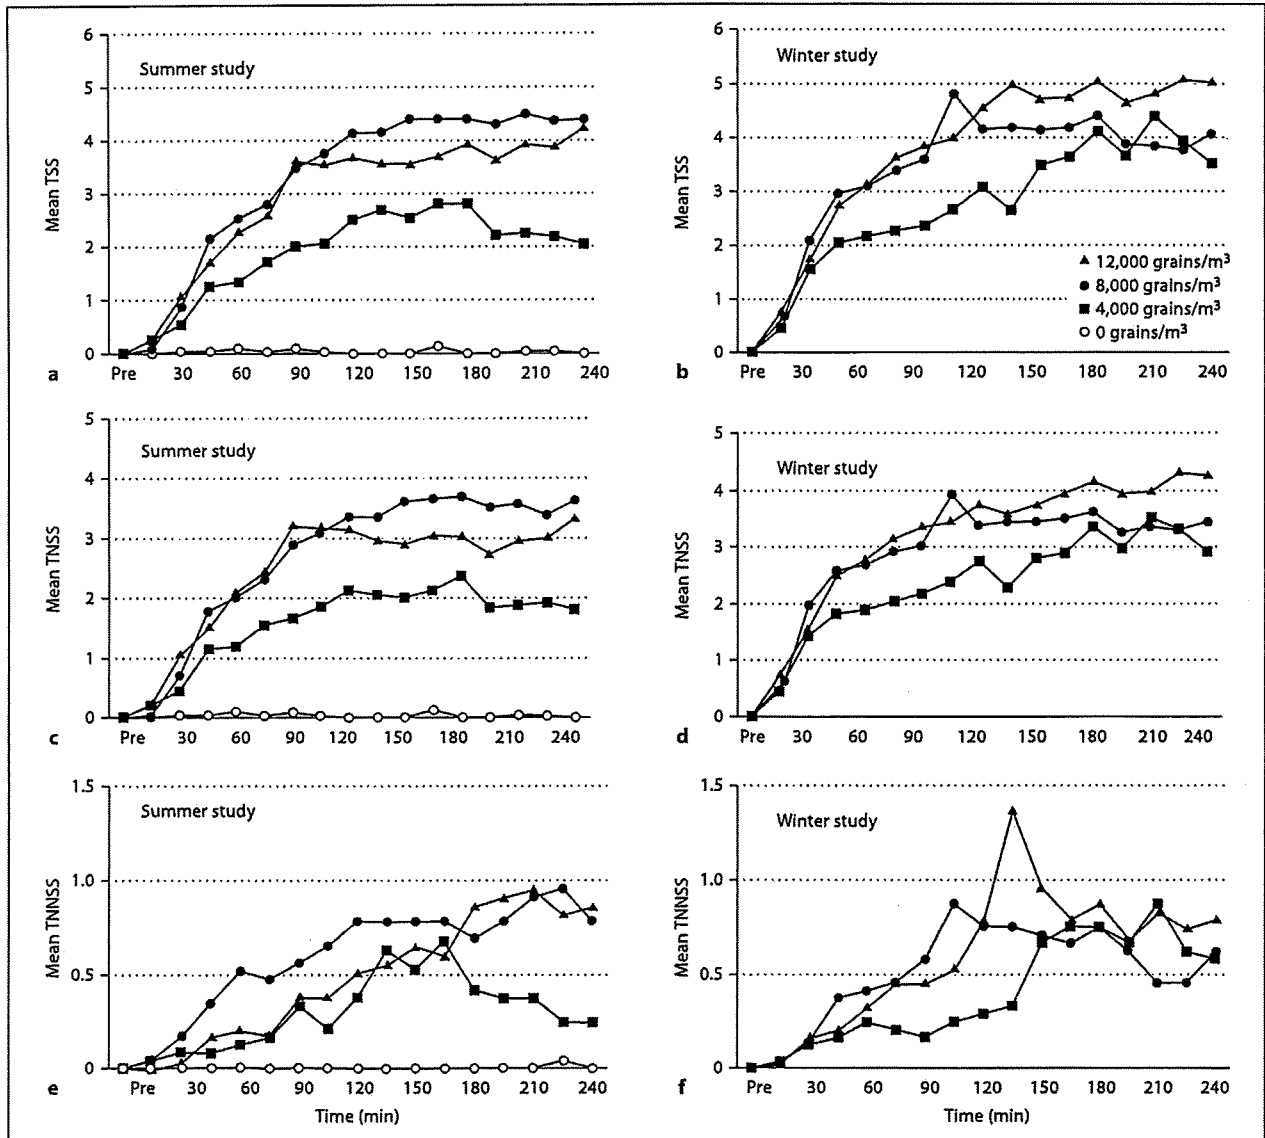 6
5
4
3
2
1
0
Mean TSS
Summer study
a
Pre 30 60 90 120 150 180 210 240
6
5
4
3
2
1
0
Mean TSS
Winter study
12,000 grains/m³
8,000 grains/m³
4,000 grains/m³
0 grains/m³
b
Pre 30 60 90 120 150 180 210 240
5
4
3
2
1
0
Mean TNSS
Summer study
c
Pre 30 60 90 120 150 180 210 240
5
4
3
2
1
0
Mean TNSS
Winter study
d
Pre 30 60 90 120 150 180 210 240
1.5
1.0
0.5
0
Mean TNNSS
Summer study
e
Pre 30 60 90 120 150 180 210 240
Time (min)
1.5
1.0
0.5
0
Mean TNNSS
Winter study
f
Pre 30 60 90 120 150 180 210 240
Time (min)